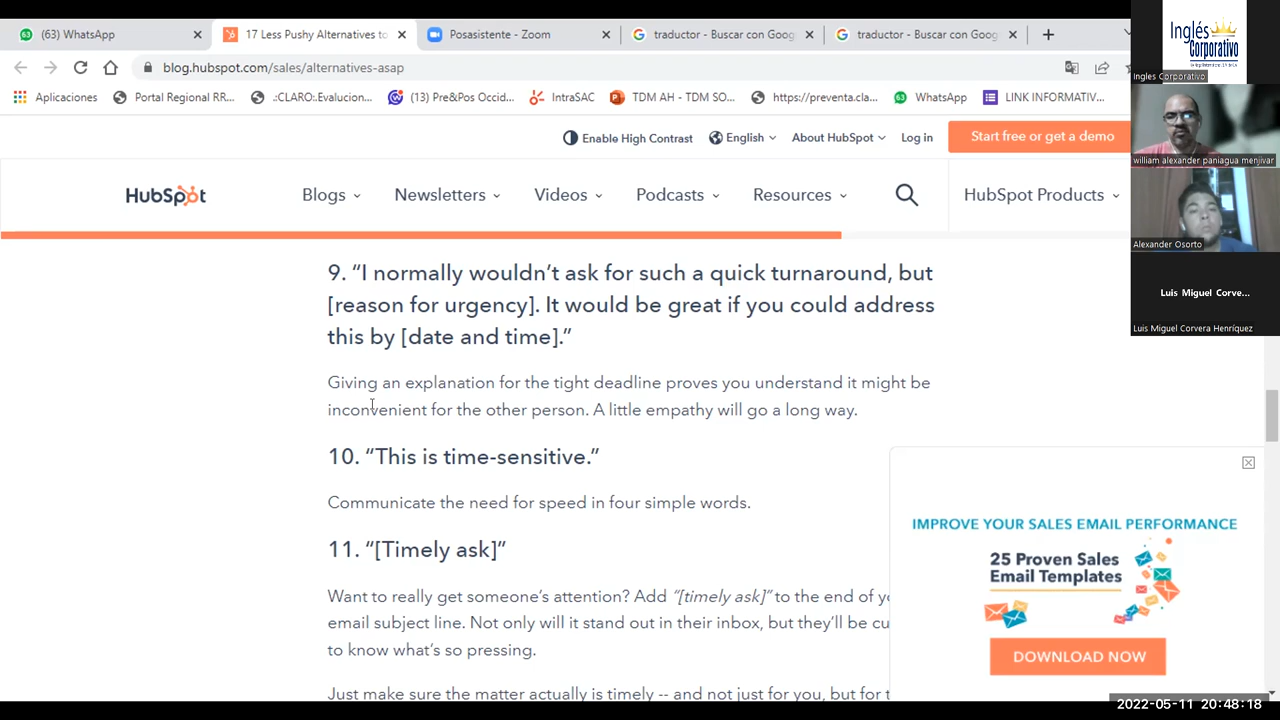 (63) WhatsApp
17 Less Pushy Alternatives to
Posasistente - Zoom
traductor - Buscar con Goog
traductor - Buscar con Goog
blog.hubspot.com/sales/alternatives-asap
Aplicaciones
Portal Regional RR...
.:CLARO:.Evalucion...
(13) Pre&Pos Occid...
IntraSAC
TDM AH - TDM SO...
https://preventa.cla...
WhatsApp
LINK INFORMATIV...
Enable High Contrast
English
About HubSpot
Log in
Start free or get a demo
HubSpot
Blogs
Newsletters
Videos
Podcasts
Resources
HubSpot Products
9. “I normally wouldn’t ask for such a quick turnaround, but
[reason for urgency]. It would be great if you could address
this by [date and time].”
Giving an explanation for the tight deadline proves you understand it might be
inconvenient for the other person. A little empathy will go a long way.
10. “This is time-sensitive.”
Communicate the need for speed in four simple words.
11. “[Timely ask]”
Want to really get someone’s attention? Add “[timely ask]” to the end of yo
email subject line. Not only will it stand out in their inbox, but they’ll be cu
to know what’s so pressing.
Just make sure the matter actually is timely -- and not just for you, but for t
IMPROVE YOUR SALES EMAIL PERFORMANCE
25 Proven Sales
Email Templates
DOWNLOAD NOW
Inglés
Corporativo
Ingles Corporativo
william alexander paniagua menjivar
Alexander Osorto
Luis Miguel Corve...
Luis Miguel Corvera Henríquez
2022-05-11 20:48:18